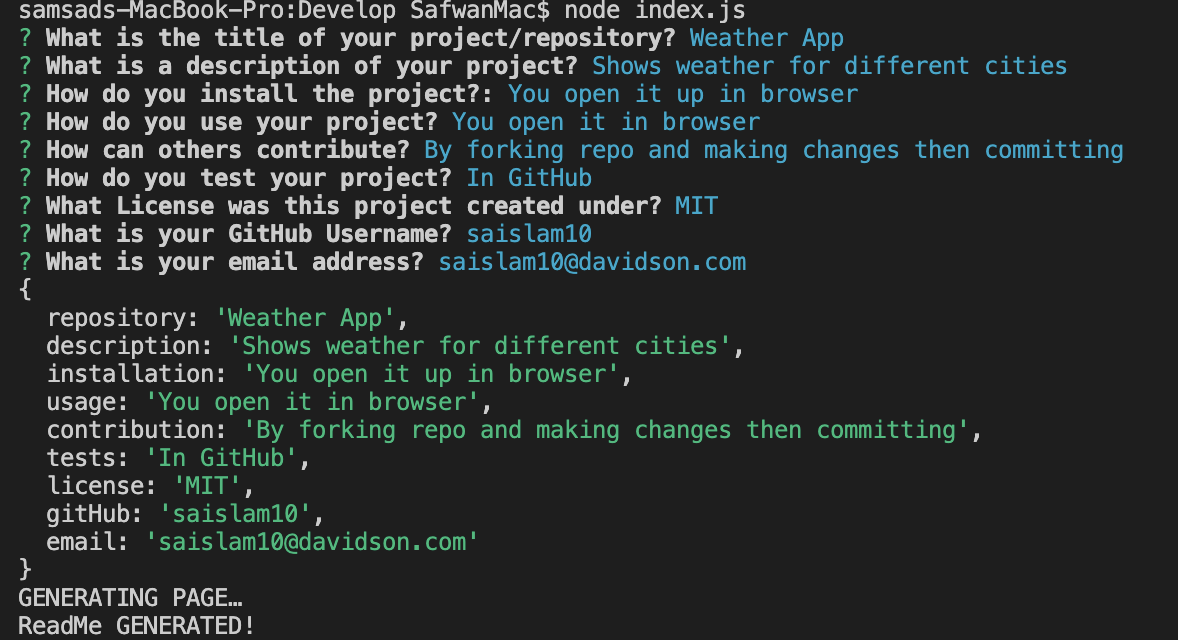 samsads-MacBook-Pro:Develop SafwanMac$ node index.js
? What is the title of your project/repository? Weather App
? What is a description of your project? Shows weather for different cities
? How do you install the project?: You open it up in browser
? How do you use your project? You open it in browser
? How can others contribute? By forking repo and making changes then committing
? How do you test your project? In GitHub
? What License was this project created under? MIT
? What is your GitHub Username? saislam10
? What is your email address? saislam10@davidson.com
{
  repository: 'Weather App',
  description: 'Shows weather for different cities',
  installation: 'You open it up in browser',
  usage: 'You open it in browser',
  contribution: 'By forking repo and making changes then committing',
  tests: 'In GitHub',
  license: 'MIT',
  gitHub: 'saislam10',
  email: 'saislam10@davidson.com'
}
GENERATING PAGE…
ReadMe GENERATED!